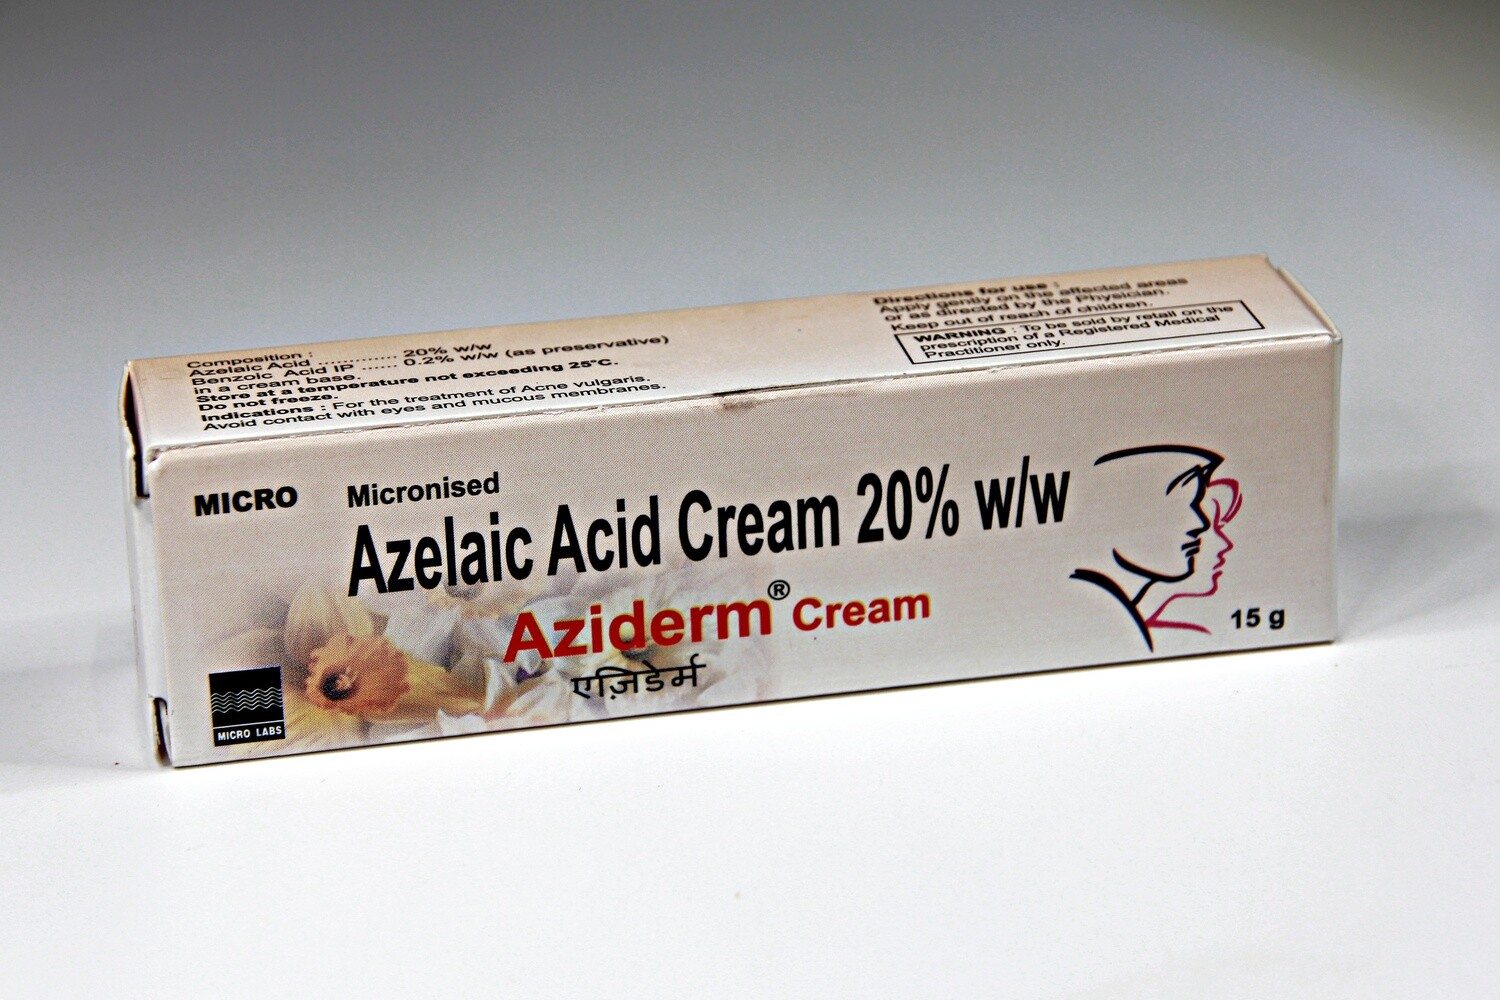 Composition :
Azelaic Acid ............. 20% w/w
Benzoic Acid IP ...... 0.2% w/w (as preservative)
in a cream base.
Store at a temperature not exceeding 25°C.
Do not freeze.
Indications : For the treatment of Acne vulgaris.
Avoid contact with eyes and mucous membranes.
Directions for use :
Apply gently on the affected areas
or as directed by the Physician.
Keep out of reach of children.
WARNING : To be sold by retail on the
prescription of a Registered Medical
Practitioner only.
MICRO
Micronised
Azelaic Acid Cream 20% w/w
Aziderm® Cream
एज़िडेर्म
15 g
MICRO LABS